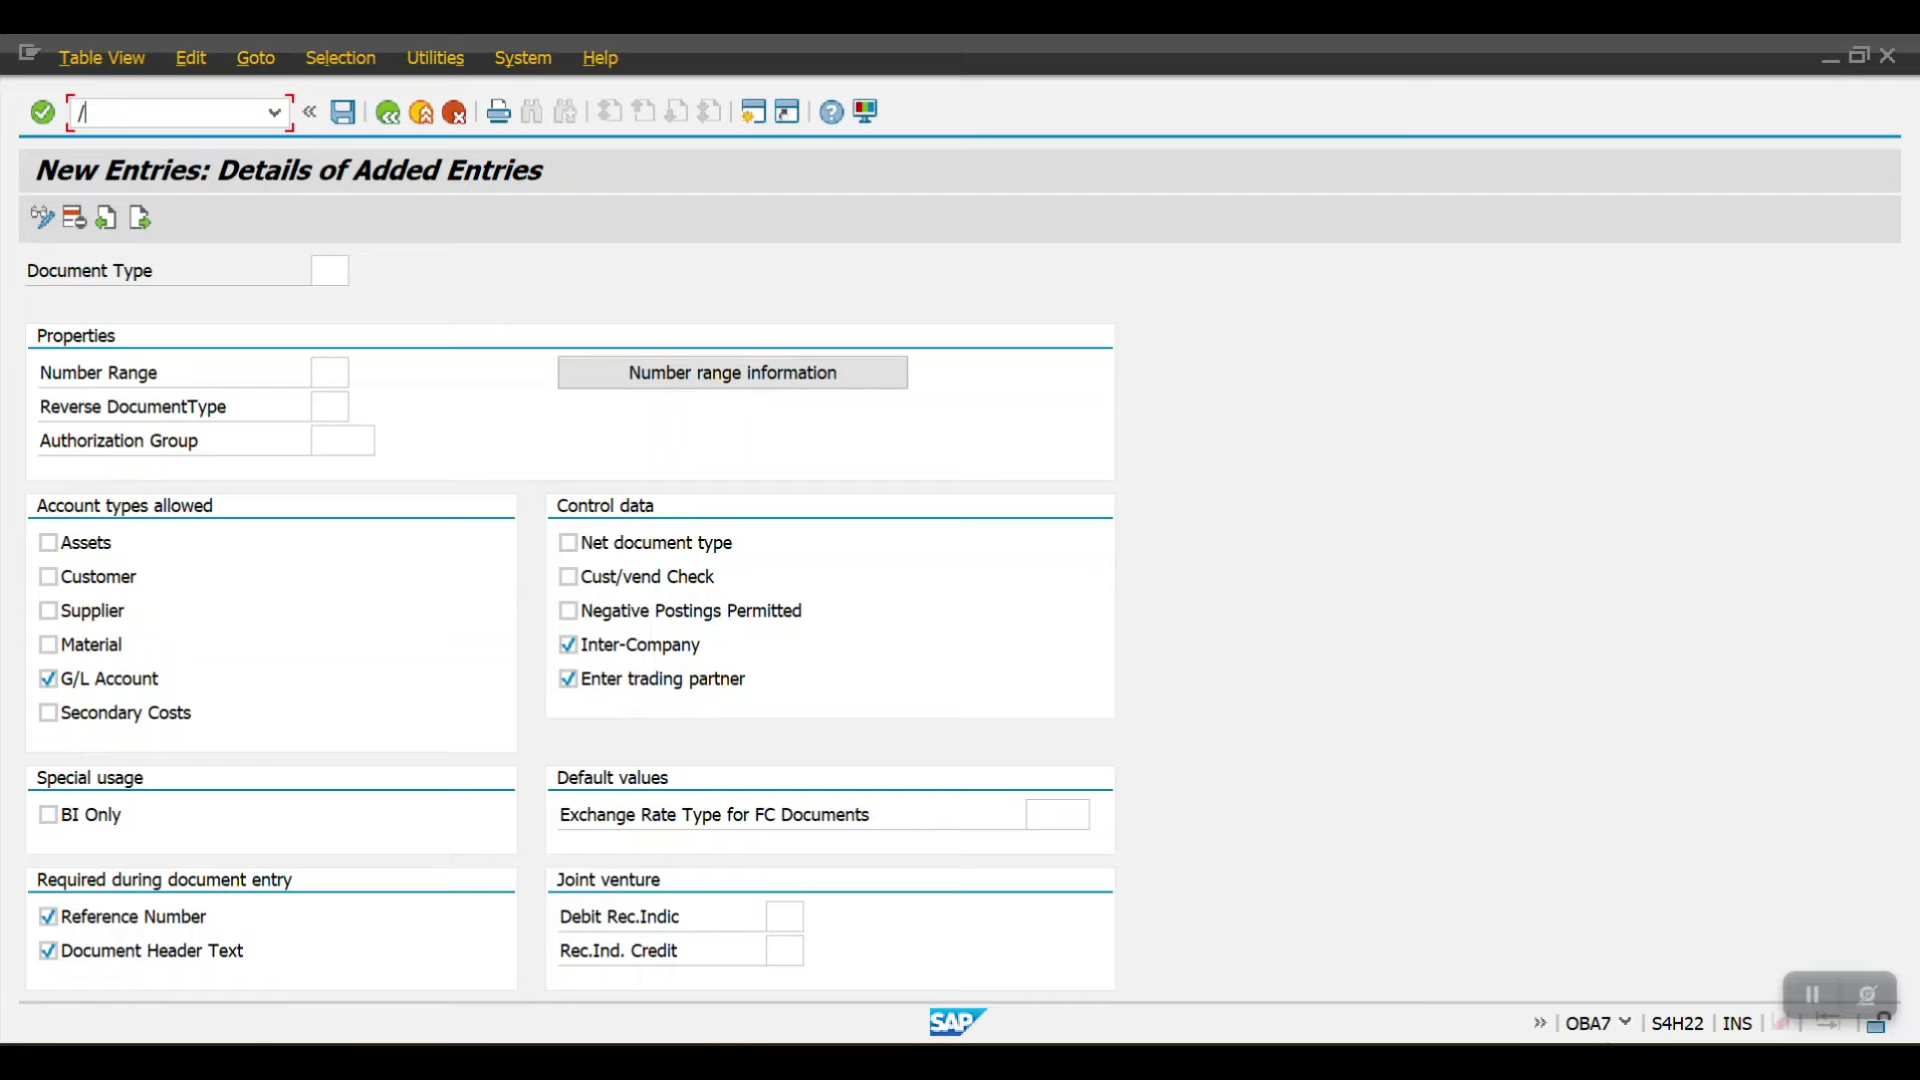 Table View Edit Goto Selection Utilities System Help
/
New Entries: Details of Added Entries
Document Type
Properties
Number Range Number range information
Reverse DocumentType
Authorization Group
Account types allowed Control data
Assets Net document type
Customer Cust/vend Check
Supplier Negative Postings Permitted
Material Inter-Company
G/L Account Enter trading partner
Secondary Costs
Special usage Default values
BI Only Exchange Rate Type for FC Documents
Required during document entry Joint venture
Reference Number Debit Rec.Indic
Document Header Text Rec.Ind. Credit
SAP OBA7 S4H22 INS